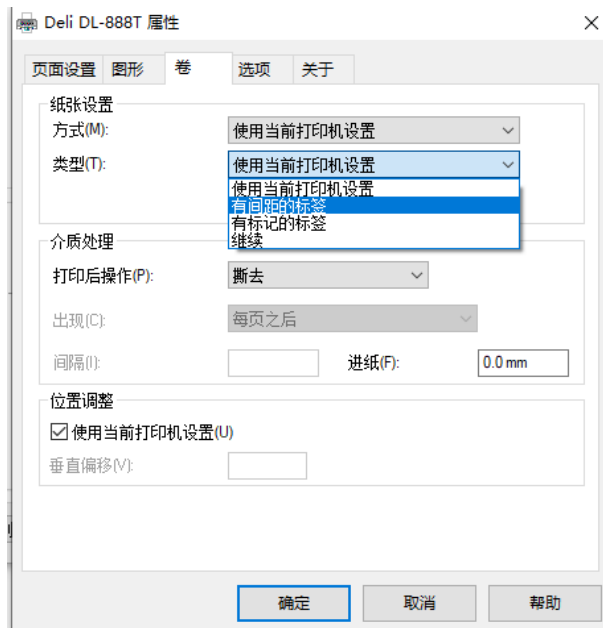 Deli DL-888T 属性
页面设置 图形 卷 选项 关于
纸张设置
方式(M): 使用当前打印机设置
类型(T): 使用当前打印机设置
使用当前打印机设置
有间距的标签
有标记的标签
继续
介质处理
打印后操作(P): 撕去
出现(C): 每页之后
间隔(I): 进纸(F): 0.0 mm
位置调整
使用当前打印机设置(U)
垂直偏移(V):
确定 取消 帮助